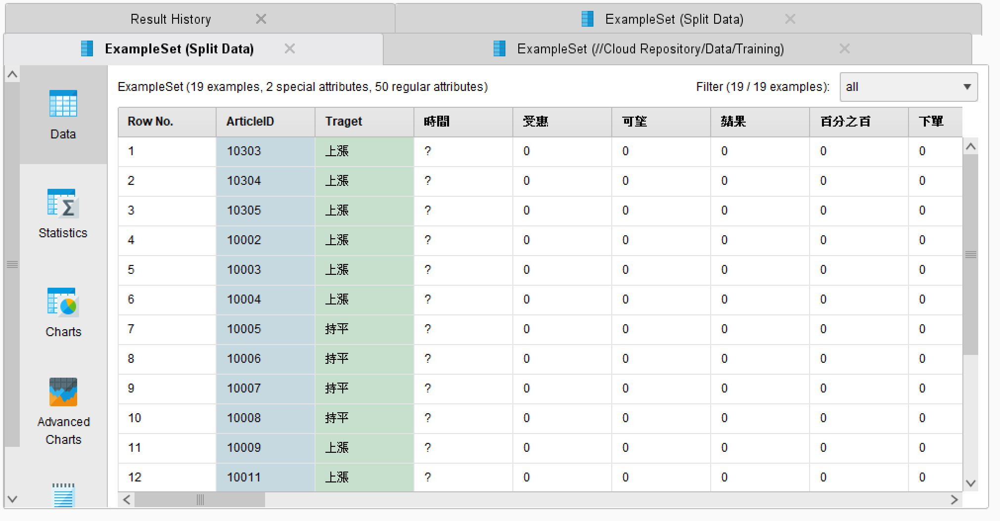 Result History
ExampleSet (Split Data)
ExampleSet (Split Data)
ExampleSet (//Cloud Repository/Data/Training)
Data
Statistics
Charts
Advanced
Charts
ExampleSet (19 examples, 2 special attributes, 50 regular attributes)
Filter (19 / 19 examples): all
Row No. ArticleID Traget 時間 受惠 可望 蘋果 百分之百 下單
1 10303 上漲 ? 0 0 0 0 0
2 10304 上漲 ? 0 0 0 0 0
3 10305 上漲 ? 0 0 0 0 0
4 10002 上漲 ? 0 0 0 0 0
5 10003 上漲 ? 0 0 0 0 0
6 10004 上漲 ? 0 0 0 0 0
7 10005 持平 ? 0 0 0 0 0
8 10006 持平 ? 0 0 0 0 0
9 10007 持平 ? 0 0 0 0 0
10 10008 持平 ? 0 0 0 0 0
11 10009 上漲 ? 0 0 0 0 0
12 10011 上漲 ? 0 0 0 0 0